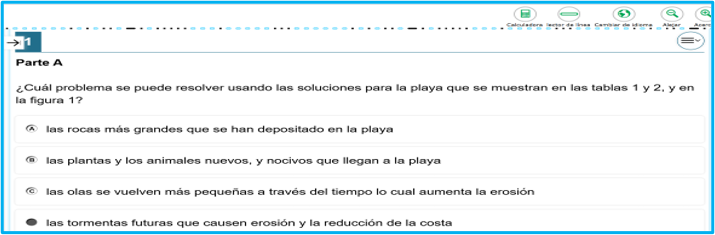 Calculadora lector de línea Cambiar de idioma Alejar Acerc
1
Parte A
¿Cuál problema se puede resolver usando las soluciones para la playa que se muestran en las tablas 1 y 2, y en
la figura 1?
A las rocas más grandes que se han depositado en la playa
B las plantas y los animales nuevos, y nocivos que llegan a la playa
C las olas se vuelven más pequeñas a través del tiempo lo cual aumenta la erosión
las tormentas futuras que causen erosión y la reducción de la costa